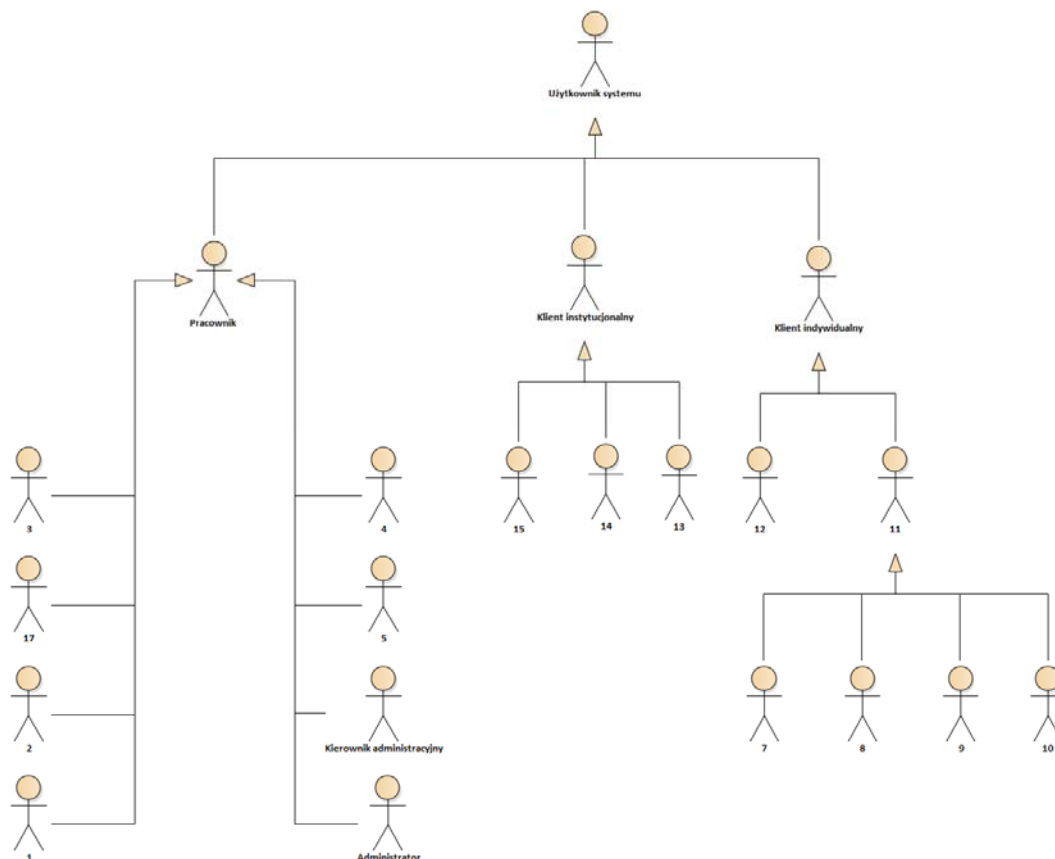 Użytkownik systemu
Pracownik
Klient instytucjonalny
Klient indywidualny
3
4
15
14
13
12
11
17
5
2
Kierownik administracyjny
7
8
9
10
1
Administrator